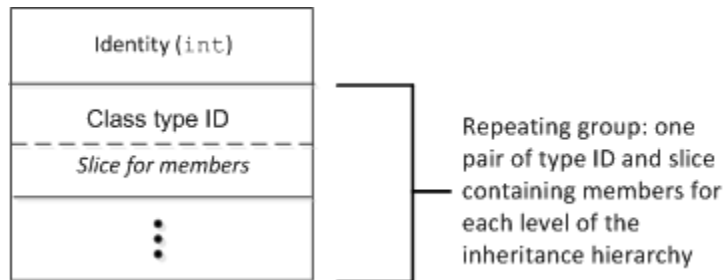 Identity (int)
Class type ID
Slice for members
Repeating group: one
pair of type ID and slice
containing members for
each level of the
inheritance hierarchy